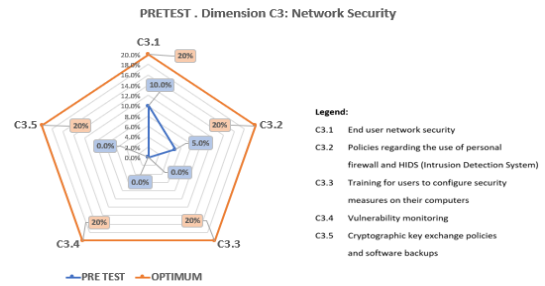 PRETEST . Dimension C3: Network Security
C3.1
20.0%
18.0%
16.0%
14.0%
12.0%
10.0%
8.0%
6.0%
4.0%
2.0%
0.0%
20%
10.0%
C3.5
20%
0.0%
20%
C3.2
5.0%
0.0%
0.0%
20%
20%
C3.4
C3.3
PRE TEST
OPTIMUM
Legend:
C3.1 End user network security
C3.2 Policies regarding the use of personal
firewall and HIDS (Intrusion Detection System)
C3.3 Training for users to configure security
measures on their computers
C3.4 Vulnerability monitoring
C3.5 Cryptographic key exchange policies
and software backups